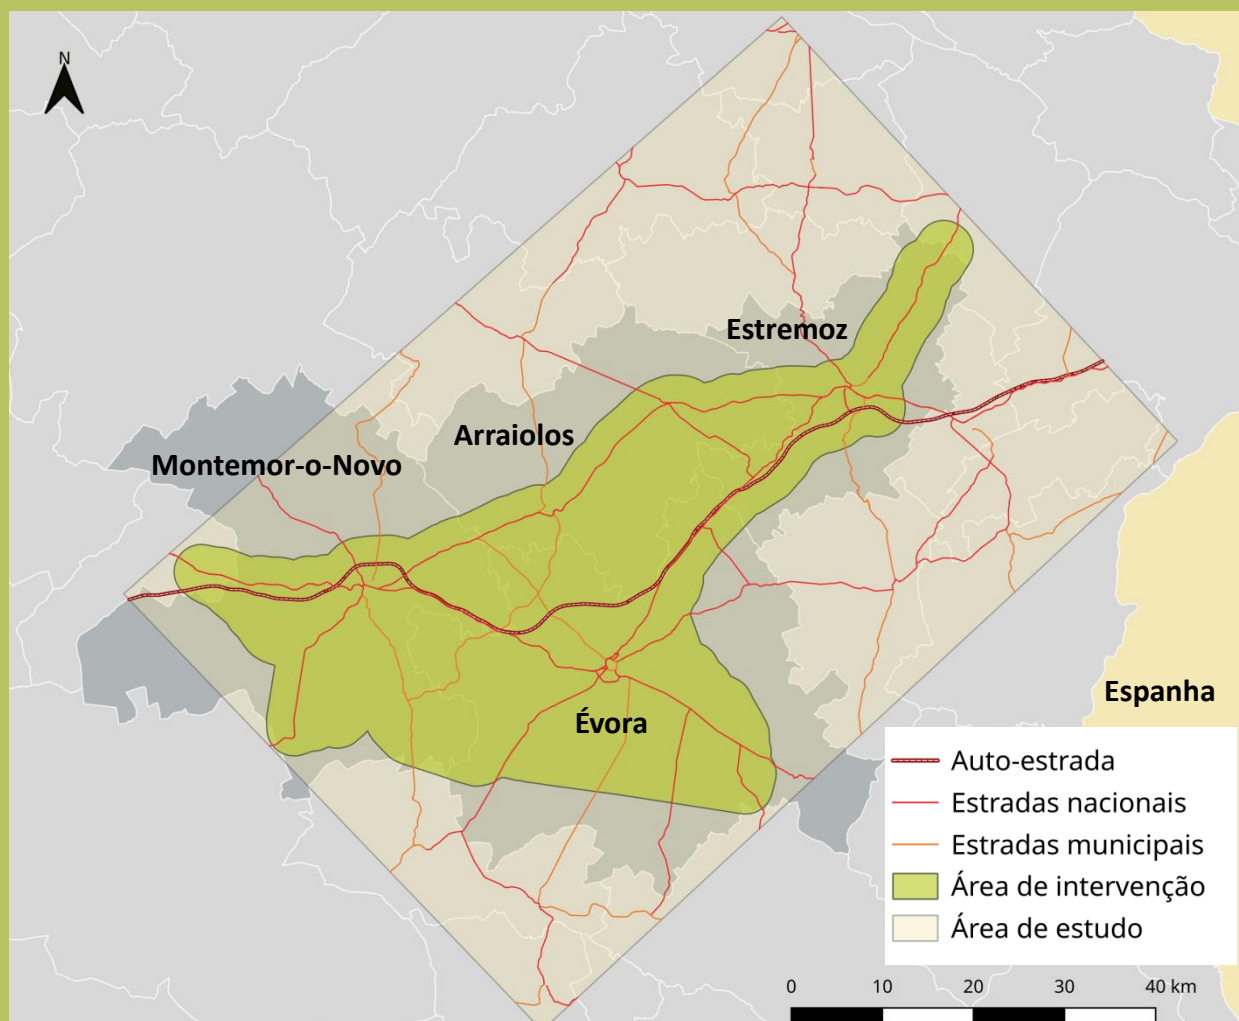 N
Estremoz
Arraiolos
Montemor-o-Novo
Espanha
Évora
Auto-estrada
Estradas nacionais
Estradas municipais
Área de intervenção
Área de estudo
0 10 20 30 40 km